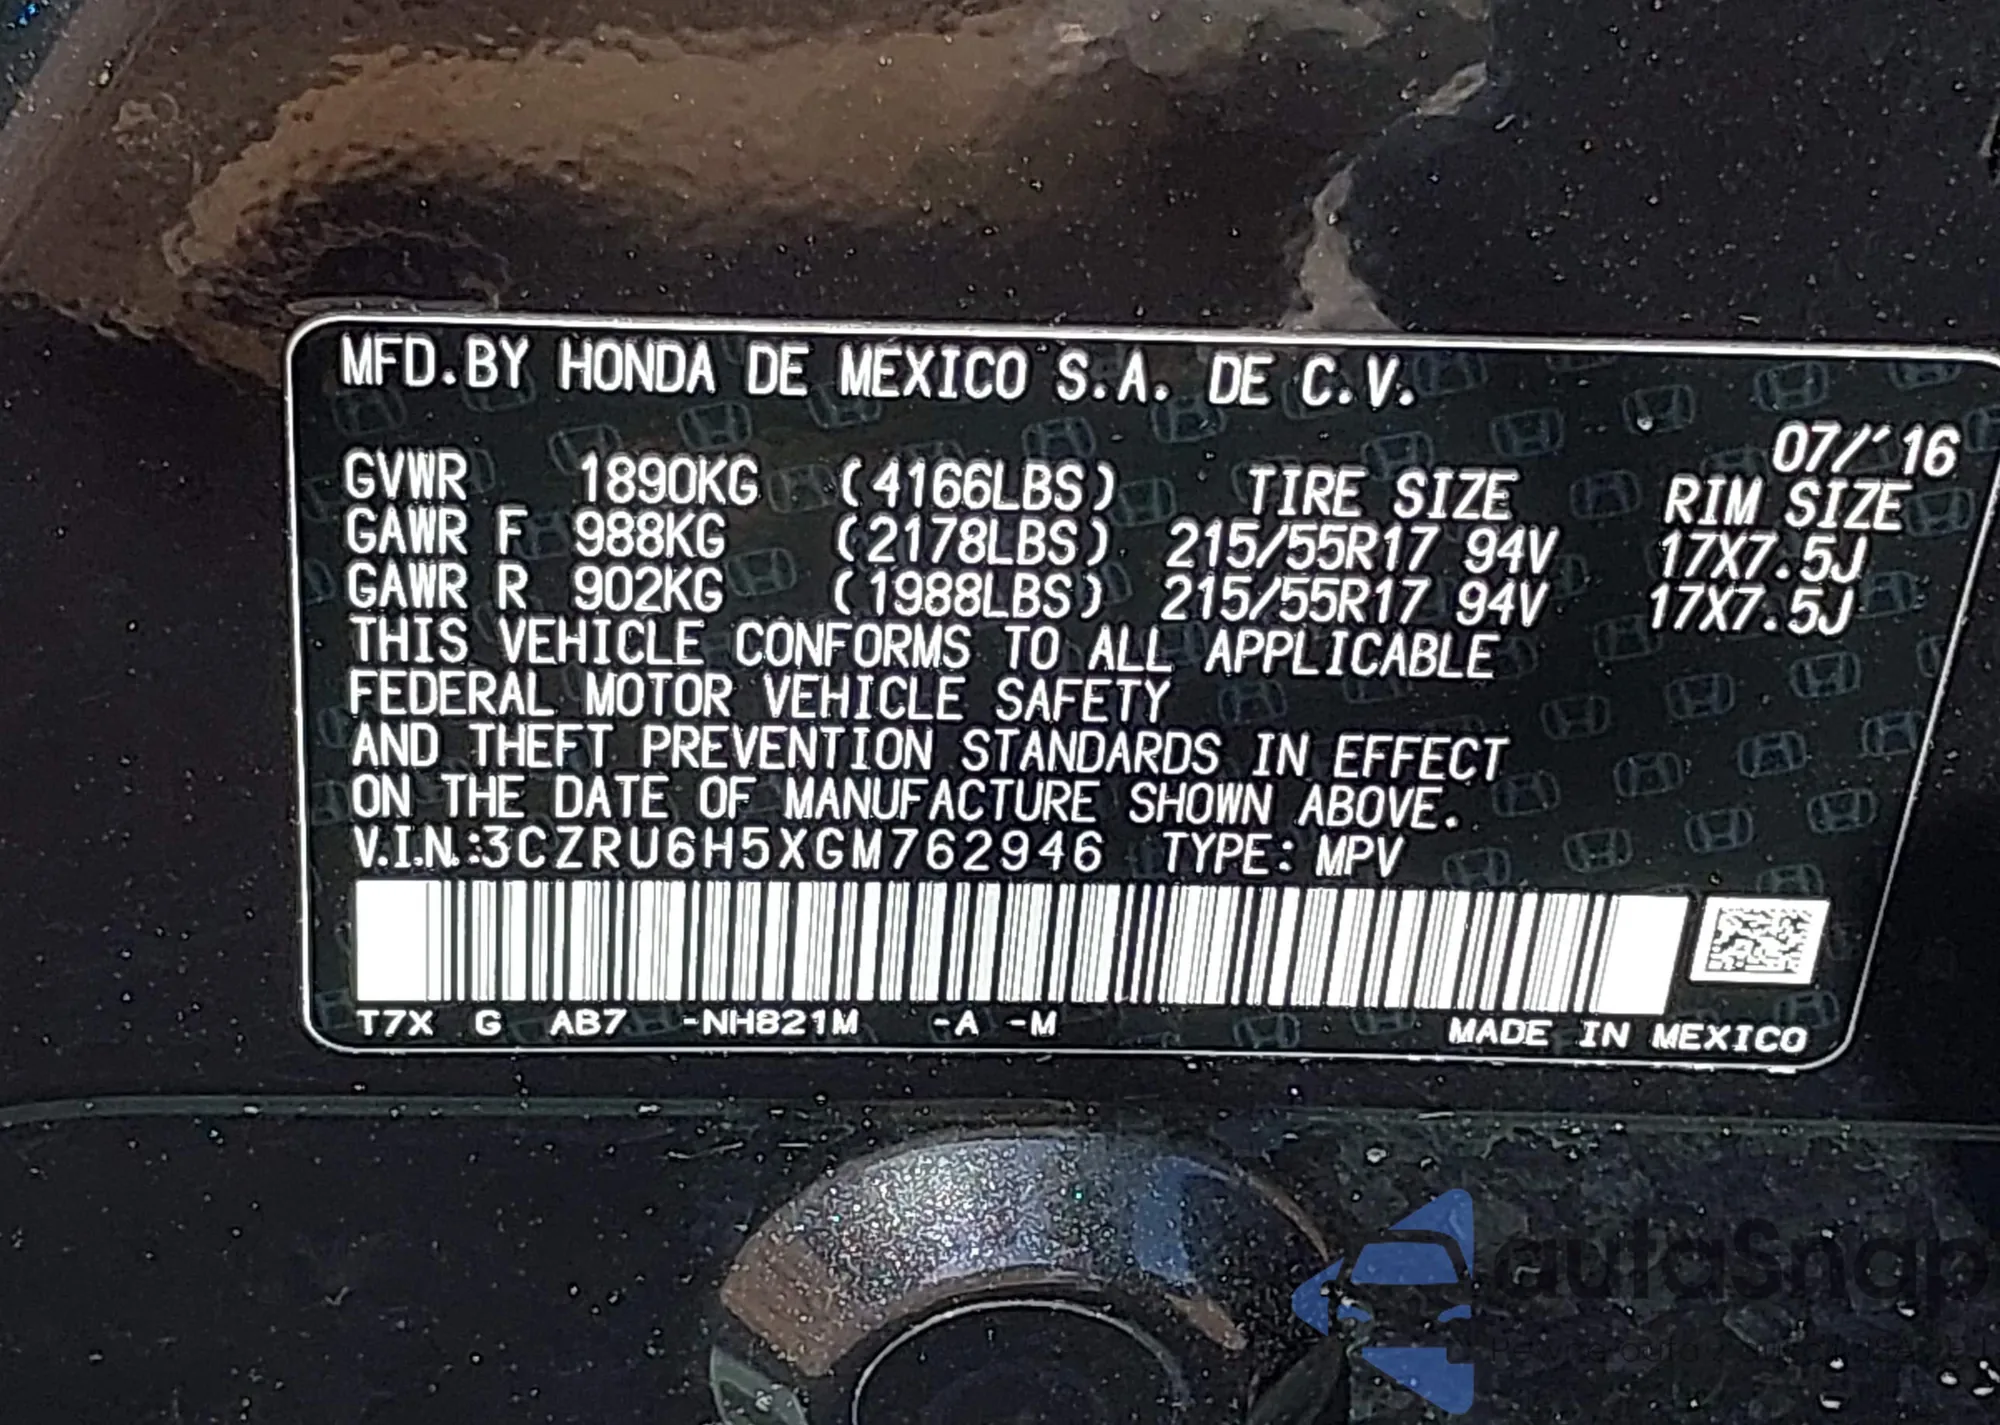 MFD.BY HONDA DE MEXICO S.A. DE C.V.
07/'16
GVWR 1890KG (4166LBS) TIRE SIZE RIM SIZE
GAWR F 988KG (2178LBS) 215/55R17 94V 17X7.5J
GAWR R 902KG (1988LBS) 215/55R17 94V 17X7.5J
THIS VEHICLE CONFORMS TO ALL APPLICABLE
FEDERAL MOTOR VEHICLE SAFETY
AND THEFT PREVENTION STANDARDS IN EFFECT
ON THE DATE OF MANUFACTURE SHOWN ABOVE.
V.I.N.:3CZRU6H5XGM762946 TYPE: MPV
T7X G AB7 -NH821M -A -M MADE IN MEXICO
autaSnap